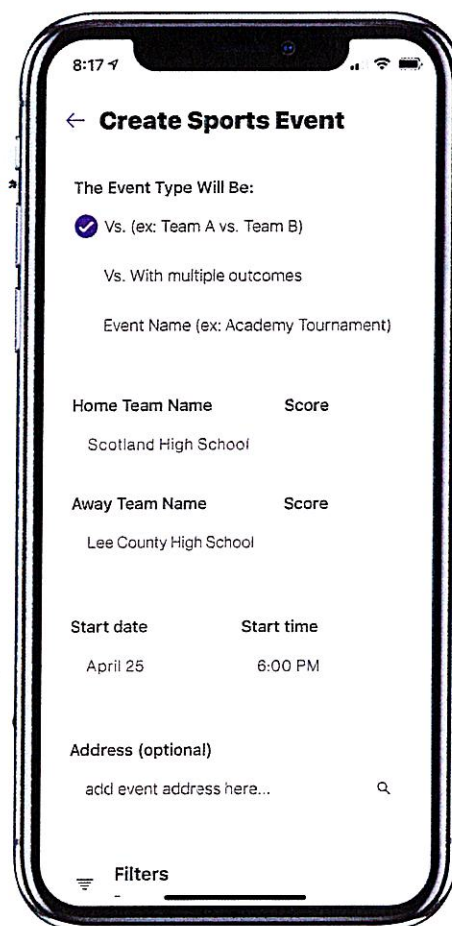 8:17
← Create Sports Event
The Event Type Will Be:
Vs. (ex: Team A vs. Team B)
Vs. With multiple outcomes
Event Name (ex: Academy Tournament)
Home Team Name Score
Scotland High School
Away Team Name Score
Lee County High School
Start date Start time
April 25 6:00 PM
Address (optional)
add event address here...
Filters